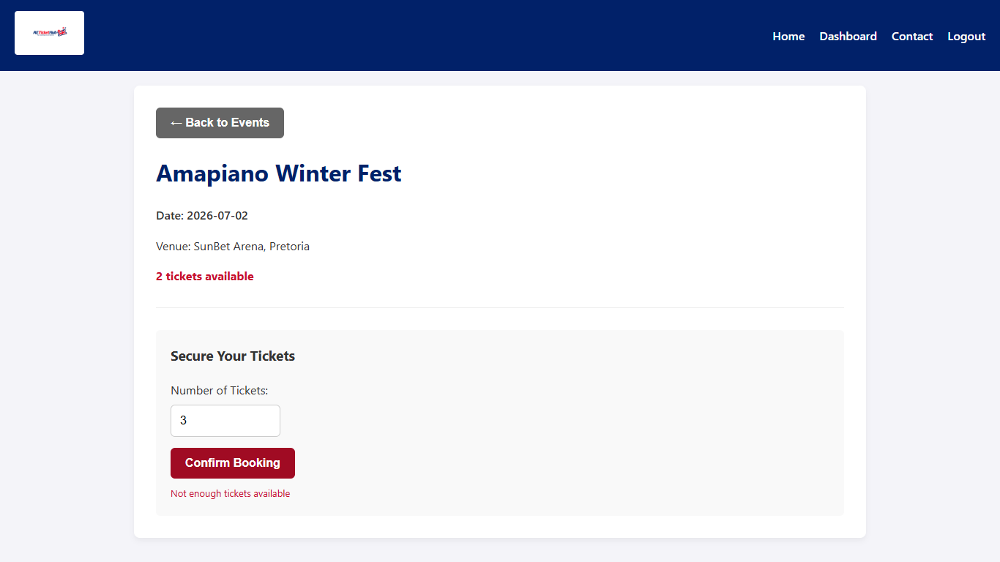 AETicketHub
Home Dashboard Contact Logout
← Back to Events
Amapiano Winter Fest
Date: 2026-07-02
Venue: SunBet Arena, Pretoria
2 tickets available
Secure Your Tickets
Number of Tickets:
3
Confirm Booking
Not enough tickets available